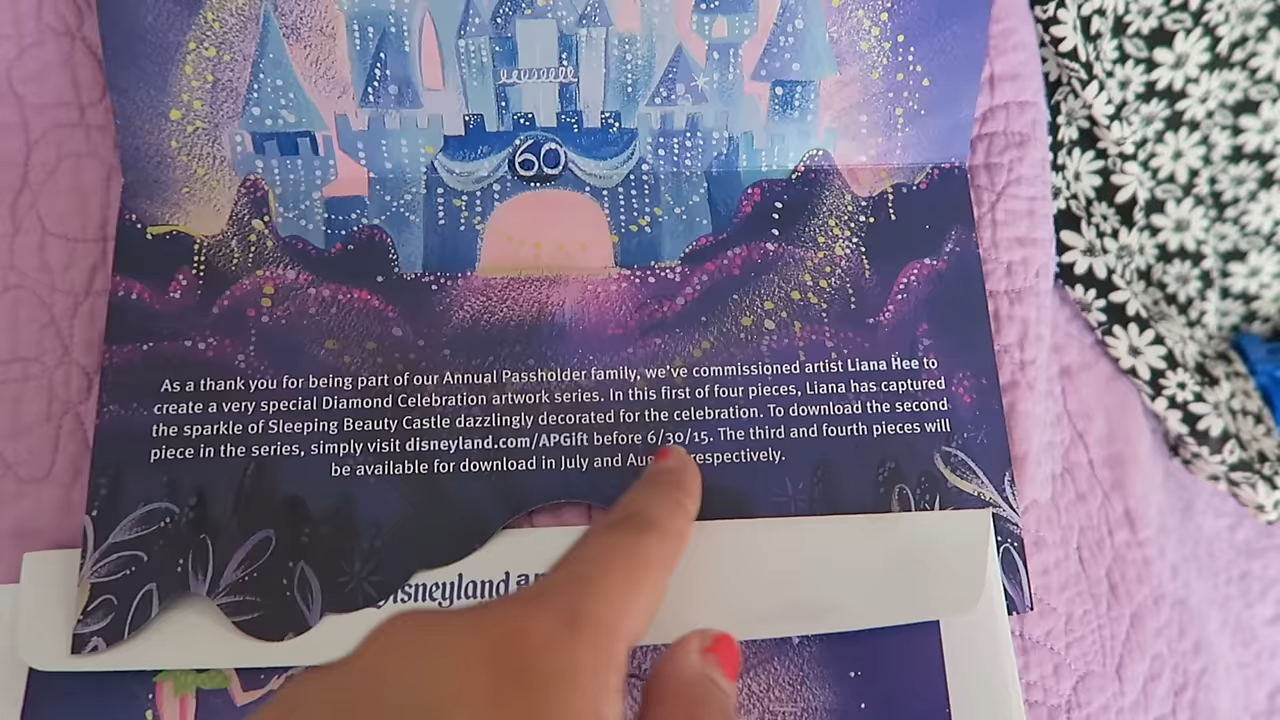 60
As a thank you for being part of our Annual Passholder family, we've commissioned artist Liana Hee to
create a very special Diamond Celebration artwork series. In this first of four pieces, Liana has captured
the sparkle of Sleeping Beauty Castle dazzlingly decorated for the celebration. To download the second
piece in the series, simply visit disneyland.com/APGift before 6/30/15. The third and fourth pieces will
be available for download in July and respectively.
Disneyland